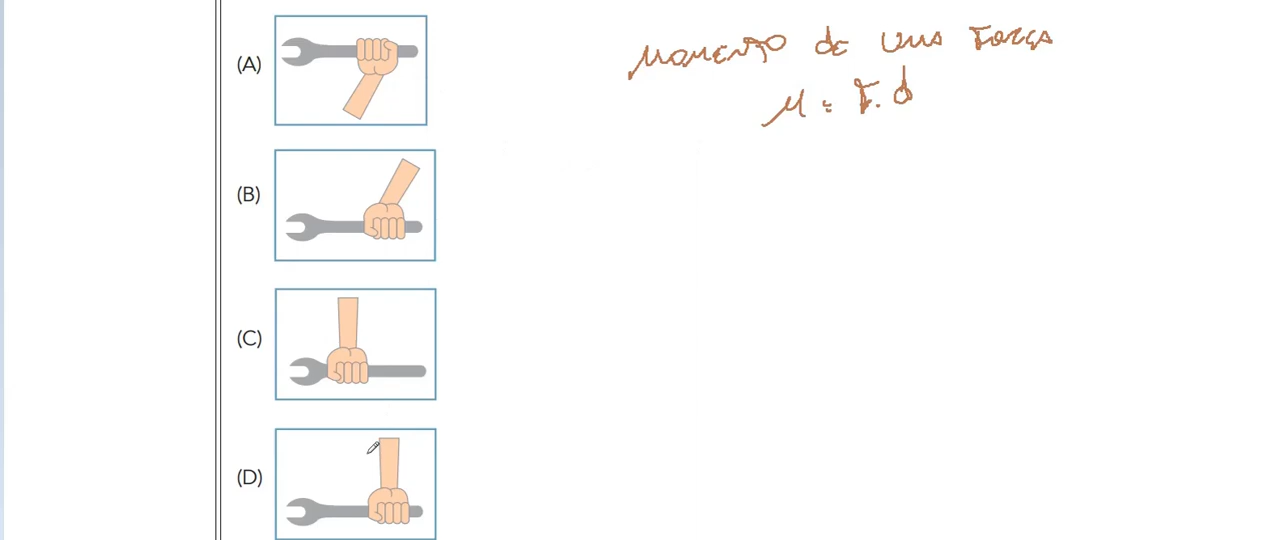 (A)
MOMENTO DE UMA FORÇA
M = F. d
(B)
(C)
(D)